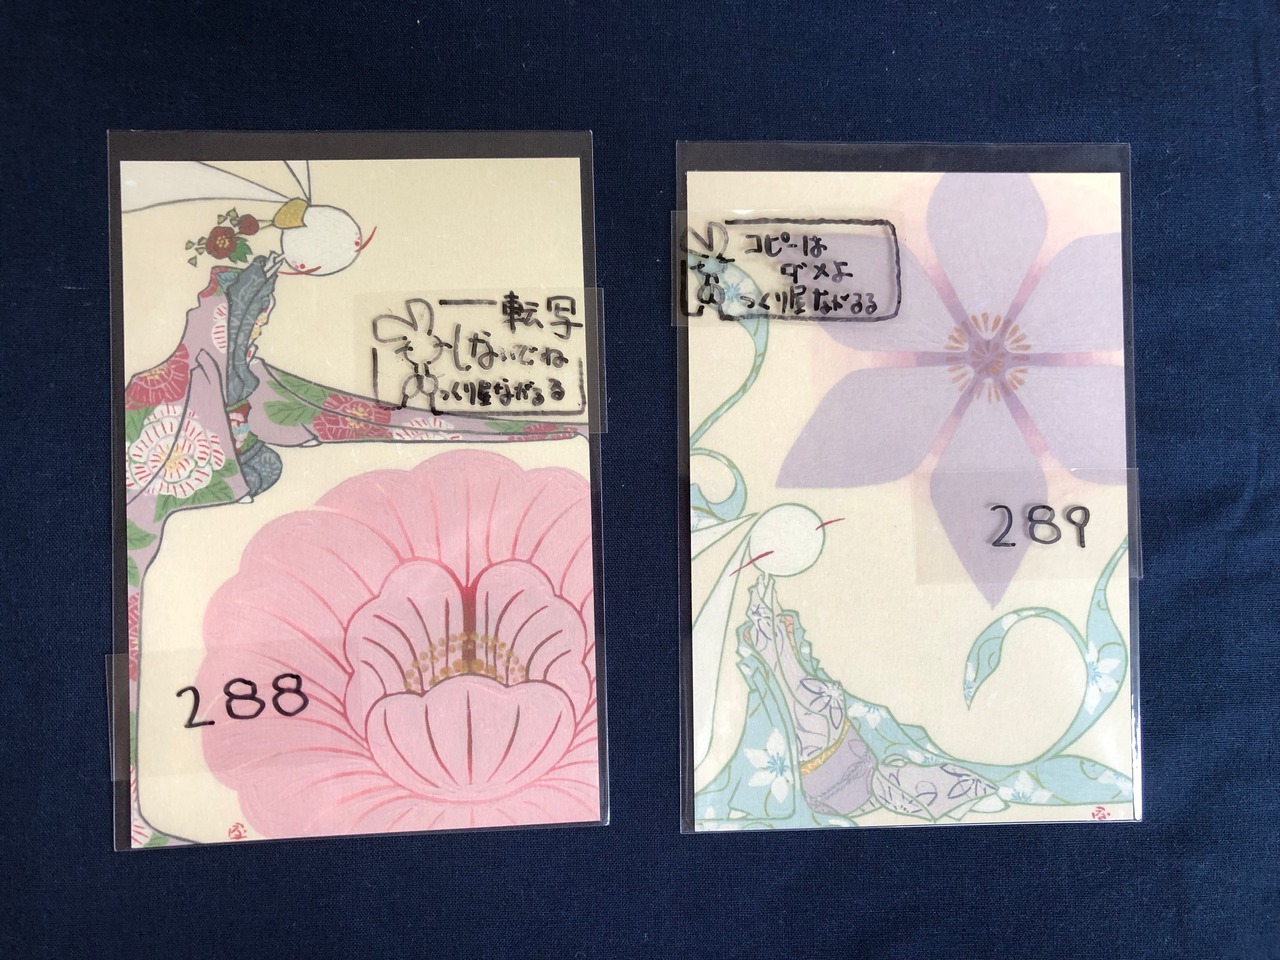 転写
しないでね
つくり屋ながるる
288
コピーは
ダメよ
つくり屋ながるる
289